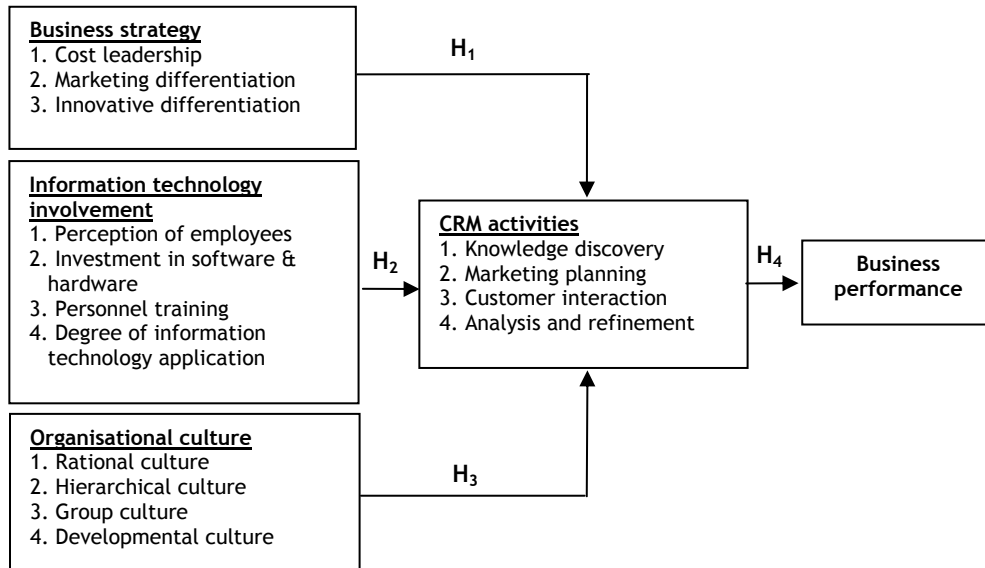 Business strategy
1. Cost leadership
2. Marketing differentiation
3. Innovative differentiation
H₁
Information technology
involvement
1. Perception of employees
2. Investment in software &
hardware
3. Personnel training
4. Degree of information
technology application
H₂
CRM activities
1. Knowledge discovery
2. Marketing planning
3. Customer interaction
4. Analysis and refinement
H₄
Business
performance
Organisational culture
1. Rational culture
2. Hierarchical culture
3. Group culture
4. Developmental culture
H₃